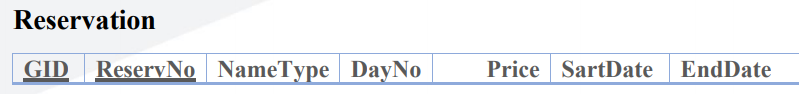 Reservation
GID ReservNo NameType DayNo Price SartDate EndDate